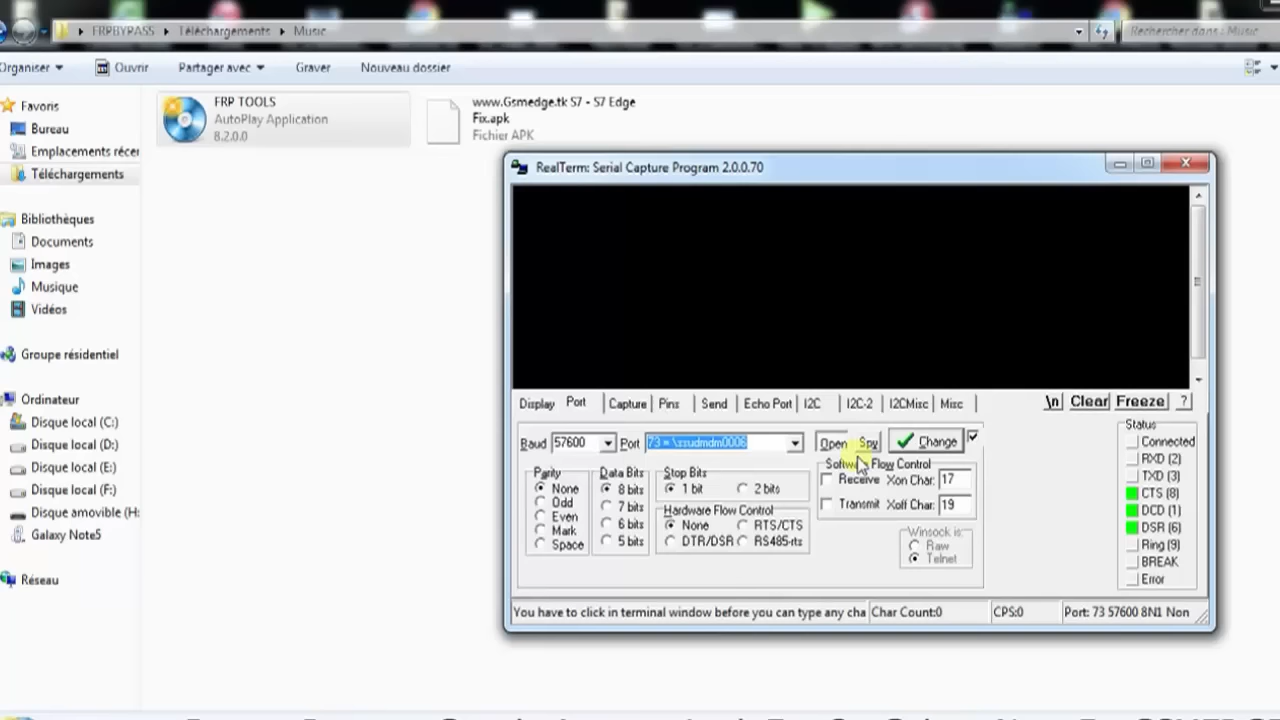 FRPBYPASS Téléchargements Music
Rechercher dans : Music
Organiser Ouvrir Partager avec Graver Nouveau dossier
Favoris
Bureau
Emplacements récen
Téléchargements
Bibliothèques
Documents
Images
Musique
Vidéos
Groupe résidentiel
Ordinateur
Disque local (C:)
Disque local (D:)
Disque local (E:)
Disque local (F:)
Disque amovible (H:
Galaxy Note5
Réseau
FRP TOOLS
AutoPlay Application
8.2.0.0
www.Gsmedge.tk S7 - S7 Edge
Fix.apk
Fichier APK
RealTerm: Serial Capture Program 2.0.0.70
Display Port Capture Pins Send Echo Port I2C I2C-2 I2CMisc Misc \n Clear Freeze ?
Baud 57600 Port 73 = \ssudmdm0006 Open Spy Change
Parity
None
Odd
Even
Mark
Space
Data Bits
8 bits
7 bits
6 bits
5 bits
Stop Bits
1 bit 2 bits
Hardware Flow Control
None RTS/CTS
DTR/DSR RS485-rts
Software Flow Control
Receive Xon Char: 17
Transmit Xoff Char: 19
Winsock is:
Raw
Telnet
Status
Connected
RXD (2)
TXD (3)
CTS (8)
DCD (1)
DSR (6)
Ring (9)
BREAK
Error
You have to click in terminal window before you can type any cha Char Count:0 CPS:0 Port: 73 57600 8N1 Non